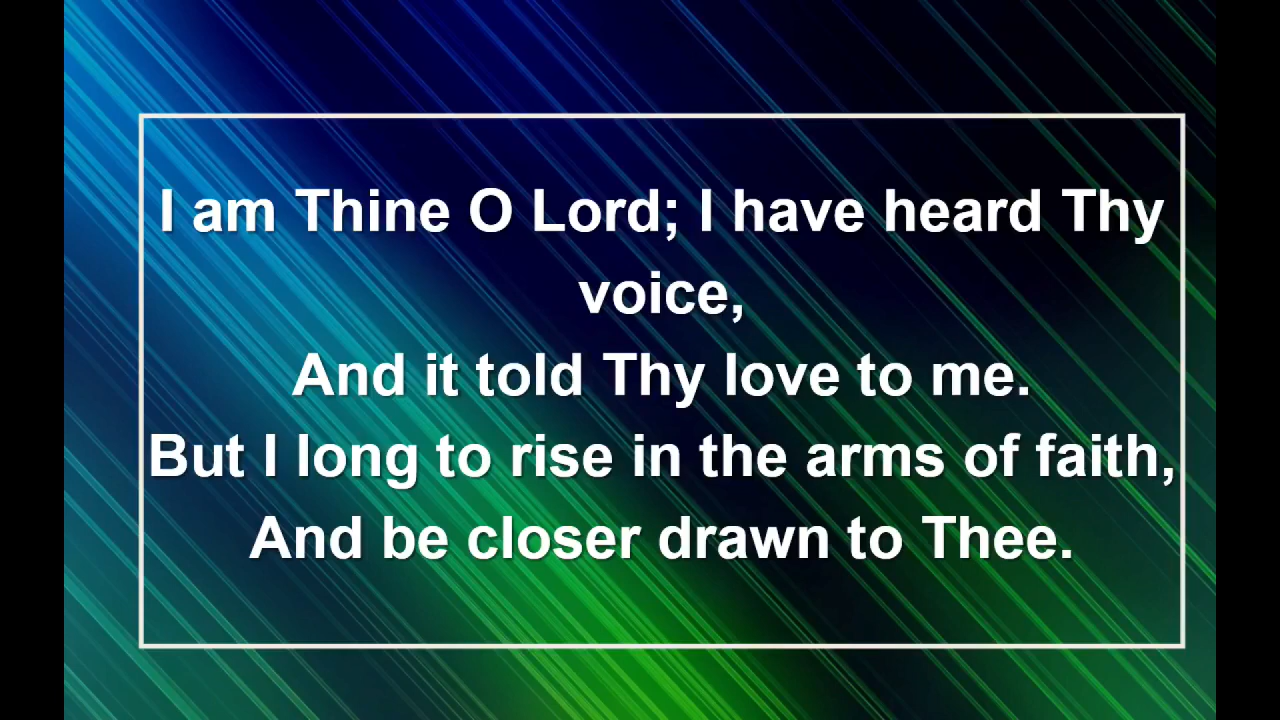 I am Thine O Lord; I have heard Thy
voice,
And it told Thy love to me.
But I long to rise in the arms of faith,
And be closer drawn to Thee.